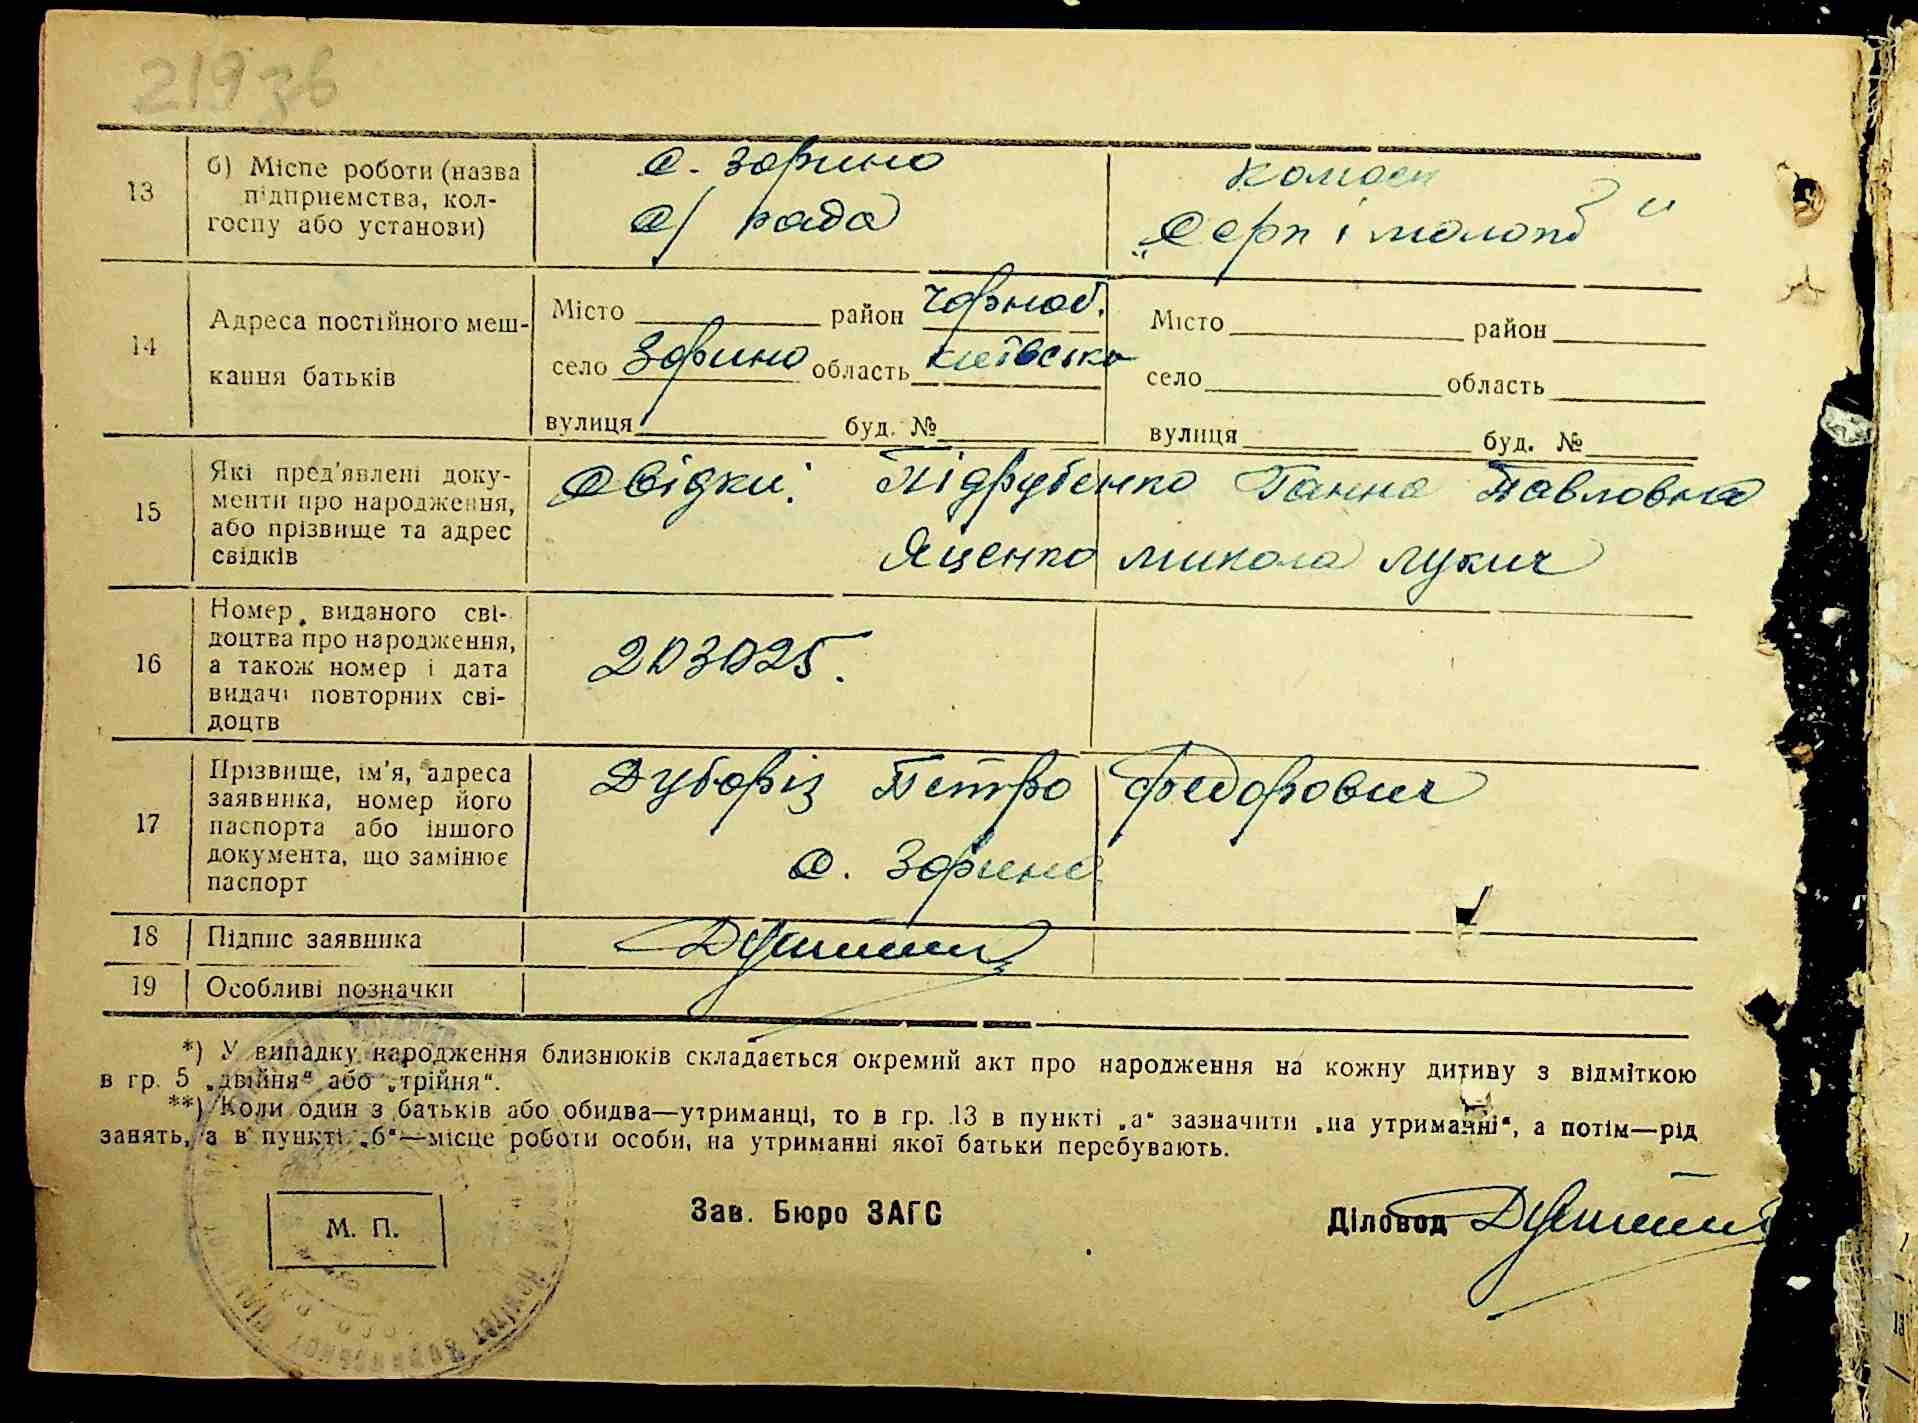 219зв
13
б) Місце роботи (назва
підприємства, кол-
госпу або установи)
с. Зорино
с/ рада
Колгосп
„Серп і молот"
14
Адреса постійного меш-
кання батьків
Місто район Чорноб.
село Зорино область Київська
вулиця буд. №
Місто район
село область
вулиця буд. №
15
Які пред'явлені доку-
менти про народження,
або прізвище та адрес
свідків
Свідки: Підрубенко Ганна Павловна
Яценко Микола Лукич
16
Номер виданого сві-
доцтва про народження,
а також номер і дата
видачі повторних сві-
доцтв
203025.
17
Прізвище, ім'я, адреса
заявника, номер його
паспорта або іншого
документа, що замінює
паспорт
Дуборіз Петро Федорович
с. Зорино
18
Підпис заявника
19
Особливі позначки
*) У випадку народження близнюків складається окремий акт про народження на кожну дитину з відміткою
в гр. 5 „двійня" або „трійня".
**) Коли один з батьків або обидва—утриманці, то в гр. 13 в пункті „а" зазначити „на утриманні", а потім—рід
занять, а в пункті „б"—місце роботи особи, на утриманні якої батьки перебувають.
М. П.
Зав. Бюро ЗАГС
Діловод